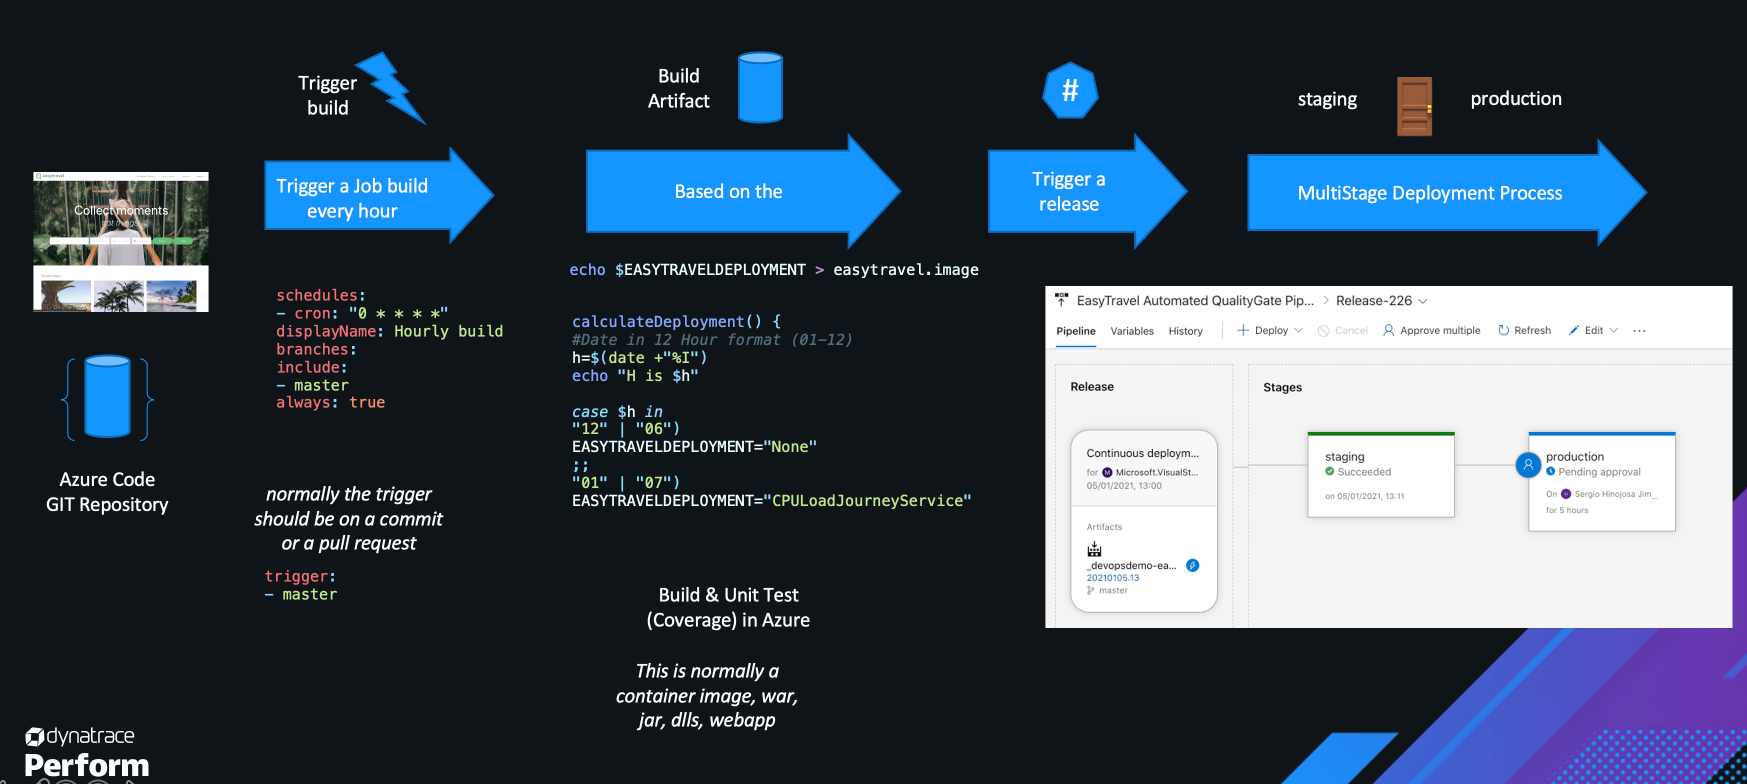 Trigger
build
Build
Artifact
#
staging
production
easytravel
Collect moments
Trigger a Job build
every hour
Based on the
Trigger a
release
MultiStage Deployment Process
schedules:
- cron: "0 * * * *"
displayName: Hourly build
branches:
include:
- master
always: true
normally the trigger
should be on a commit
or a pull request
trigger:
- master
Azure Code
GIT Repository
echo $EASYTRAVELDEPLOYMENT > easytravel.image
calculateDeployment() {
#Date in 12 Hour format (01-12)
h=$(date +"%I")
echo "H is $h"
case $h in
"12" | "06")
EASYTRAVELDEPLOYMENT="None"
;;
"01" | "07")
EASYTRAVELDEPLOYMENT="CPULoadJourneyService"
Build & Unit Test
(Coverage) in Azure
This is normally a
container image, war,
jar, dlls, webapp
EasyTravel Automated QualityGate Pip... > Release-226
Pipeline Variables History Deploy Cancel Approve multiple Refresh Edit ...
Release
Stages
Continuous deploym...
for M Microsoft.VisualSt...
05/01/2021, 13:00
Artifacts
_devopsdemo-ea...
20210105.13
master
staging
Succeeded
on 05/01/2021, 13:11
production
Pending approval
On Sergio Hinojosa Jim...
for 5 hours
dynatrace
Perform